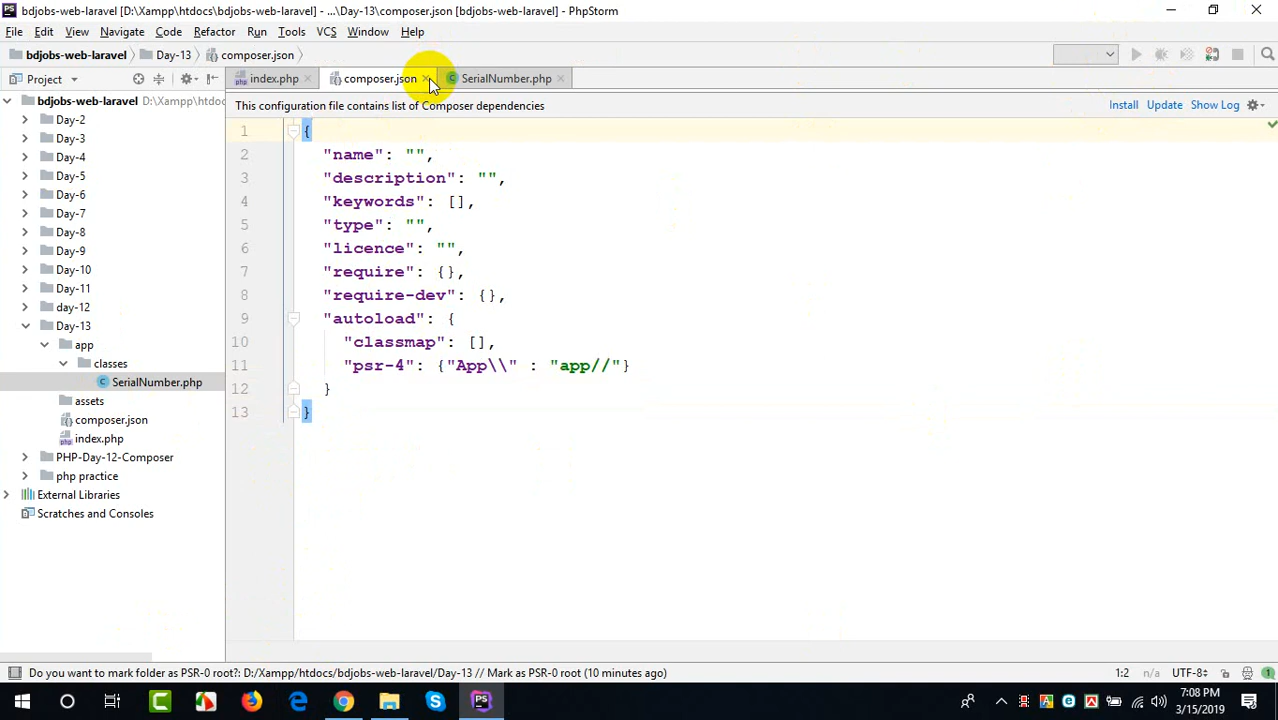 bdjobs-web-laravel [D:\Xampp\htdocs\bdjobs-web-laravel] - ...\Day-13\composer.json [bdjobs-web-laravel] - PhpStorm
File Edit View Navigate Code Refactor Run Tools VCS Window Help
bdjobs-web-laravel Day-13 composer.json
Project index.php composer.json SerialNumber.php
This configuration file contains list of Composer dependencies Install Update Show Log
bdjobs-web-laravel D:\Xampp\htdoc
Day-2
Day-3
Day-4
Day-5
Day-6
Day-7
Day-8
Day-9
Day-10
Day-11
day-12
Day-13
app
classes
SerialNumber.php
assets
composer.json
index.php
PHP-Day-12-Composer
php practice
External Libraries
Scratches and Consoles
1 {
2 "name": "",
3 "description": "",
4 "keywords": [],
5 "type": "",
6 "licence": "",
7 "require": {},
8 "require-dev": {},
9 "autoload": {
10 "classmap": [],
11 "psr-4": {"App\\" : "app//"}
12 }
13 }
Do you want to mark folder as PSR-0 root?: D:/Xampp/htdocs/bdjobs-web-laravel/Day-13 // Mark as PSR-0 root (10 minutes ago) 1:2 n/a UTF-8 1
7:08 PM
3/15/2019